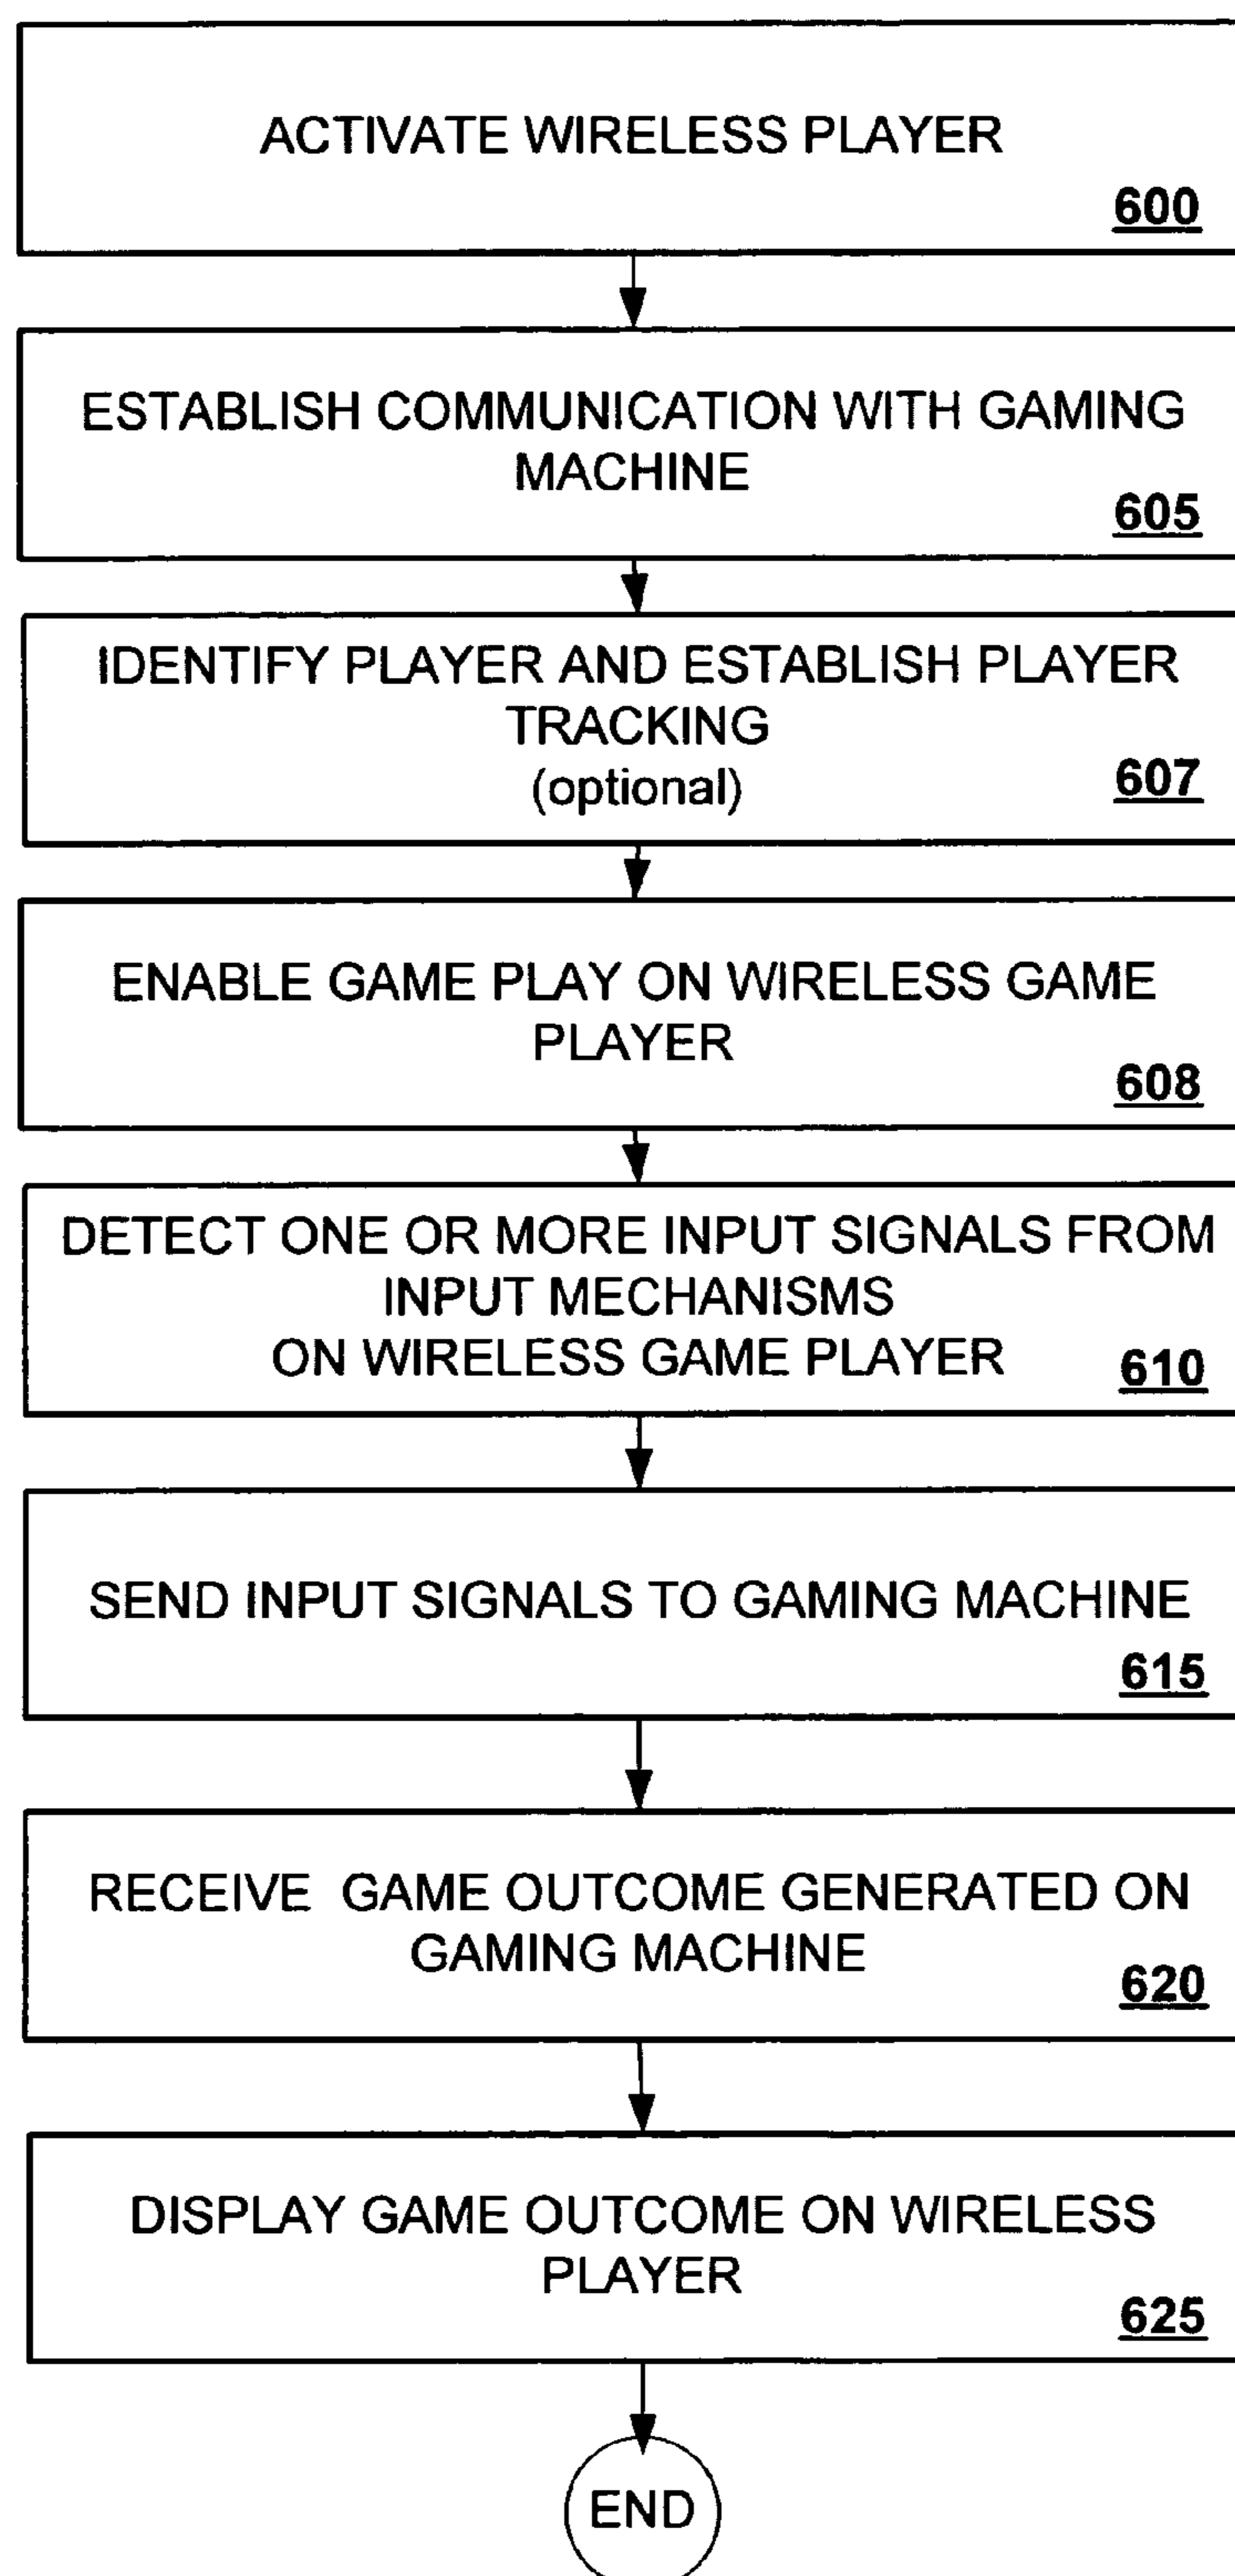 ACTIVATE WIRELESS PLAYER
600
ESTABLISH COMMUNICATION WITH GAMING
MACHINE
605
IDENTIFY PLAYER AND ESTABLISH PLAYER
TRACKING
(optional)
607
ENABLE GAME PLAY ON WIRELESS GAME
PLAYER
608
DETECT ONE OR MORE INPUT SIGNALS FROM
INPUT MECHANISMS
ON WIRELESS GAME PLAYER
610
SEND INPUT SIGNALS TO GAMING MACHINE
615
RECEIVE GAME OUTCOME GENERATED ON
GAMING MACHINE
620
DISPLAY GAME OUTCOME ON WIRELESS
PLAYER
625
END